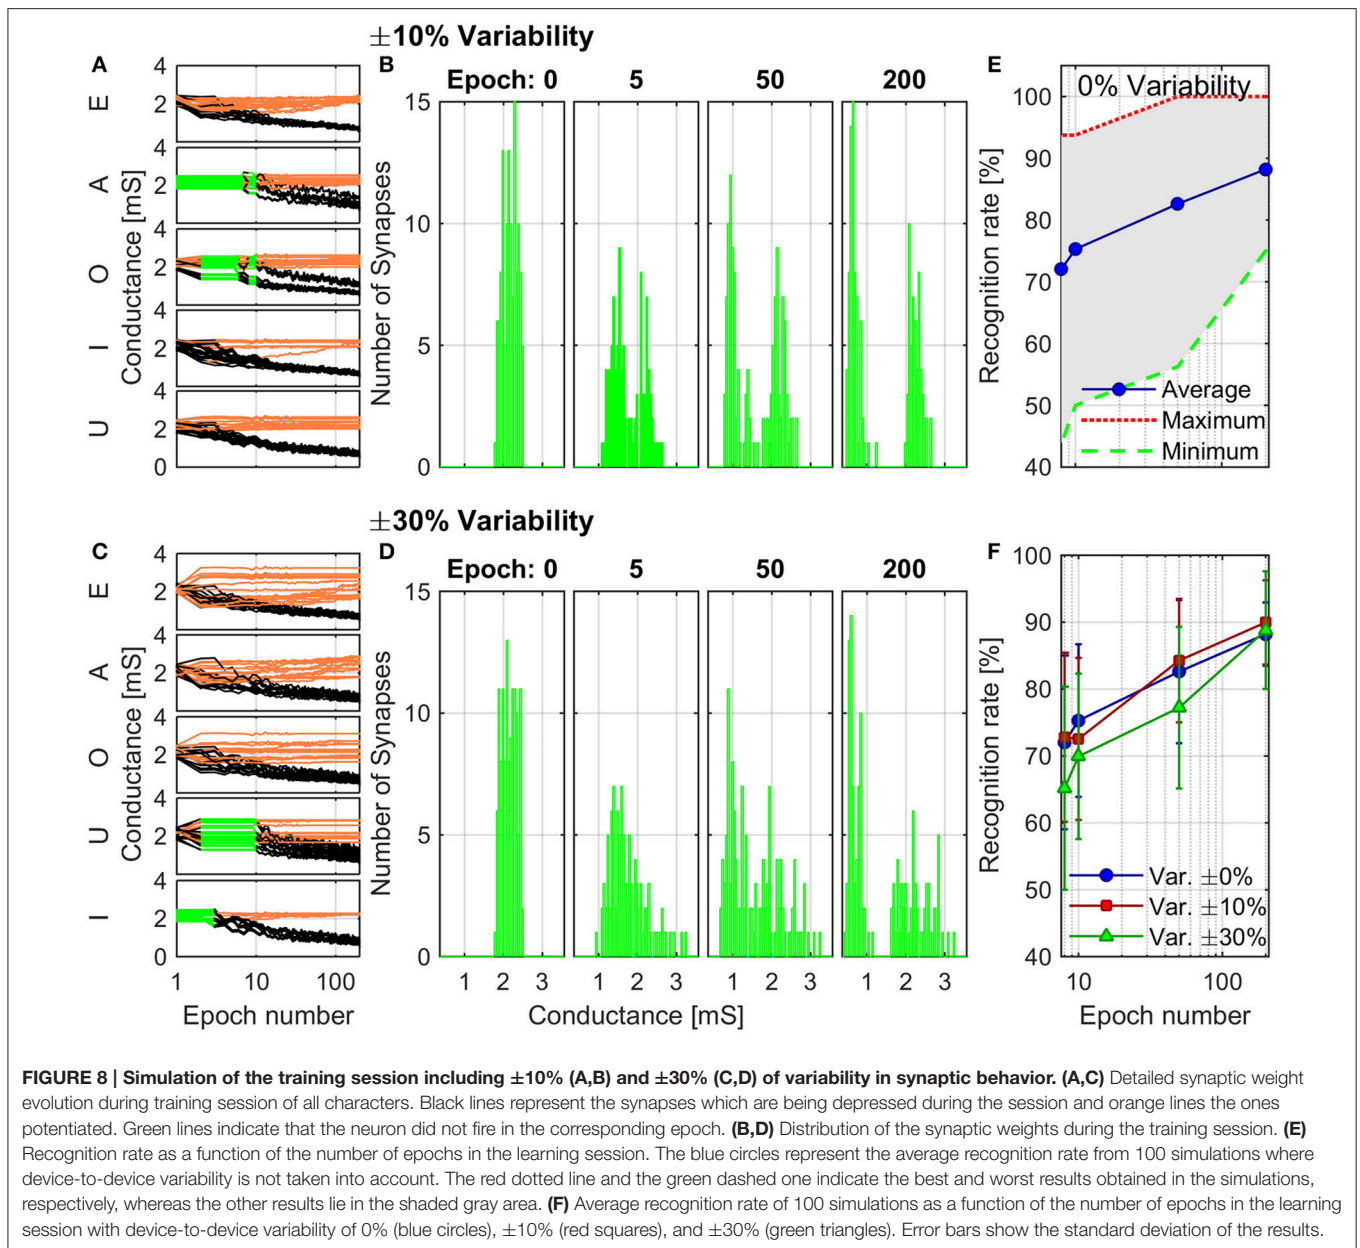 ±10% Variability
A
B
Epoch: 0
5
50
200
E
4
2
4
2
4
2
4
2
4
2
0
E
A
O
I
U
Conductance [mS]
15
10
5
0
Number of Synapses
0% Variability
100
90
80
70
60
50
40
Recognition rate [%]
Average
Maximum
Minimum
±30% Variability
C
D
Epoch: 0
5
50
200
F
4
2
4
2
4
2
4
2
4
2
0
E
A
O
U
I
Conductance [mS]
1
10
100
Epoch number
15
10
5
0
Number of Synapses
1 2 3
1 2 3
1 2 3
1 2 3
Conductance [mS]
100
90
80
70
60
50
40
Recognition rate [%]
Var. ±0%
Var. ±10%
Var. ±30%
10
100
Epoch number
FIGURE 8 | Simulation of the training session including ±10% (A,B) and ±30% (C,D) of variability in synaptic behavior. (A,C) Detailed synaptic weight
evolution during training session of all characters. Black lines represent the synapses which are being depressed during the session and orange lines the ones
potentiated. Green lines indicate that the neuron did not fire in the corresponding epoch. (B,D) Distribution of the synaptic weights during the training session. (E)
Recognition rate as a function of the number of epochs in the learning session. The blue circles represent the average recognition rate from 100 simulations where
device-to-device variability is not taken into account. The red dotted line and the green dashed one indicate the best and worst results obtained in the simulations,
respectively, whereas the other results lie in the shaded gray area. (F) Average recognition rate of 100 simulations as a function of the number of epochs in the learning
session with device-to-device variability of 0% (blue circles), ±10% (red squares), and ±30% (green triangles). Error bars show the standard deviation of the results.